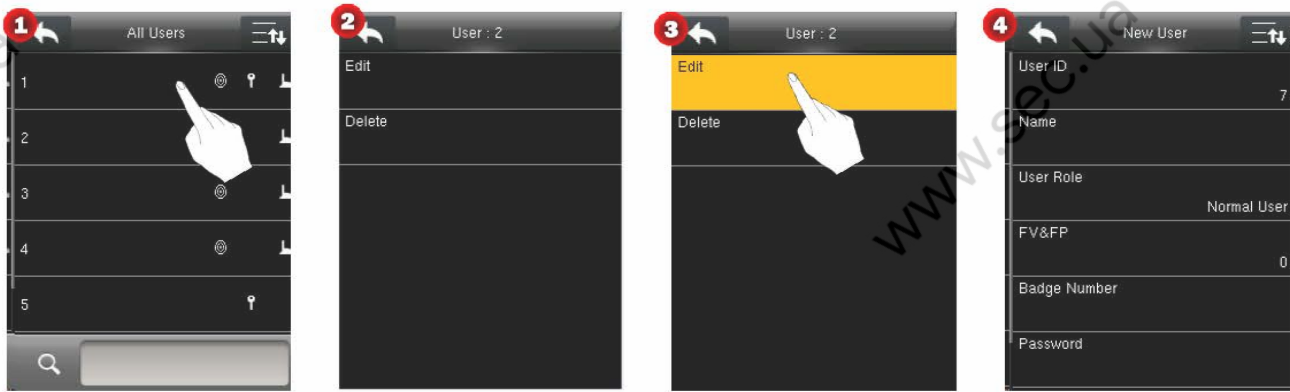 1
All Users
1
2
3
4
5
2
User : 2
Edit
Delete
3
User : 2
Edit
Delete
4
New User
User ID
7
Name
User Role
Normal User
FV&FP
0
Badge Number
Password
www.sec.ua